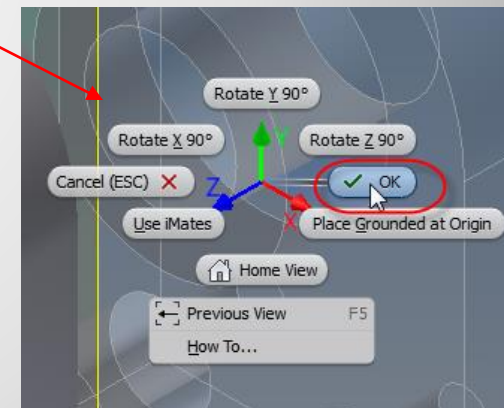 Rotate Y 90°
Rotate X 90°
Rotate Z 90°
Y
Cancel (ESC)
Z
OK
Use iMates
X
Place Grounded at Origin
Home View
Previous View F5
How To...